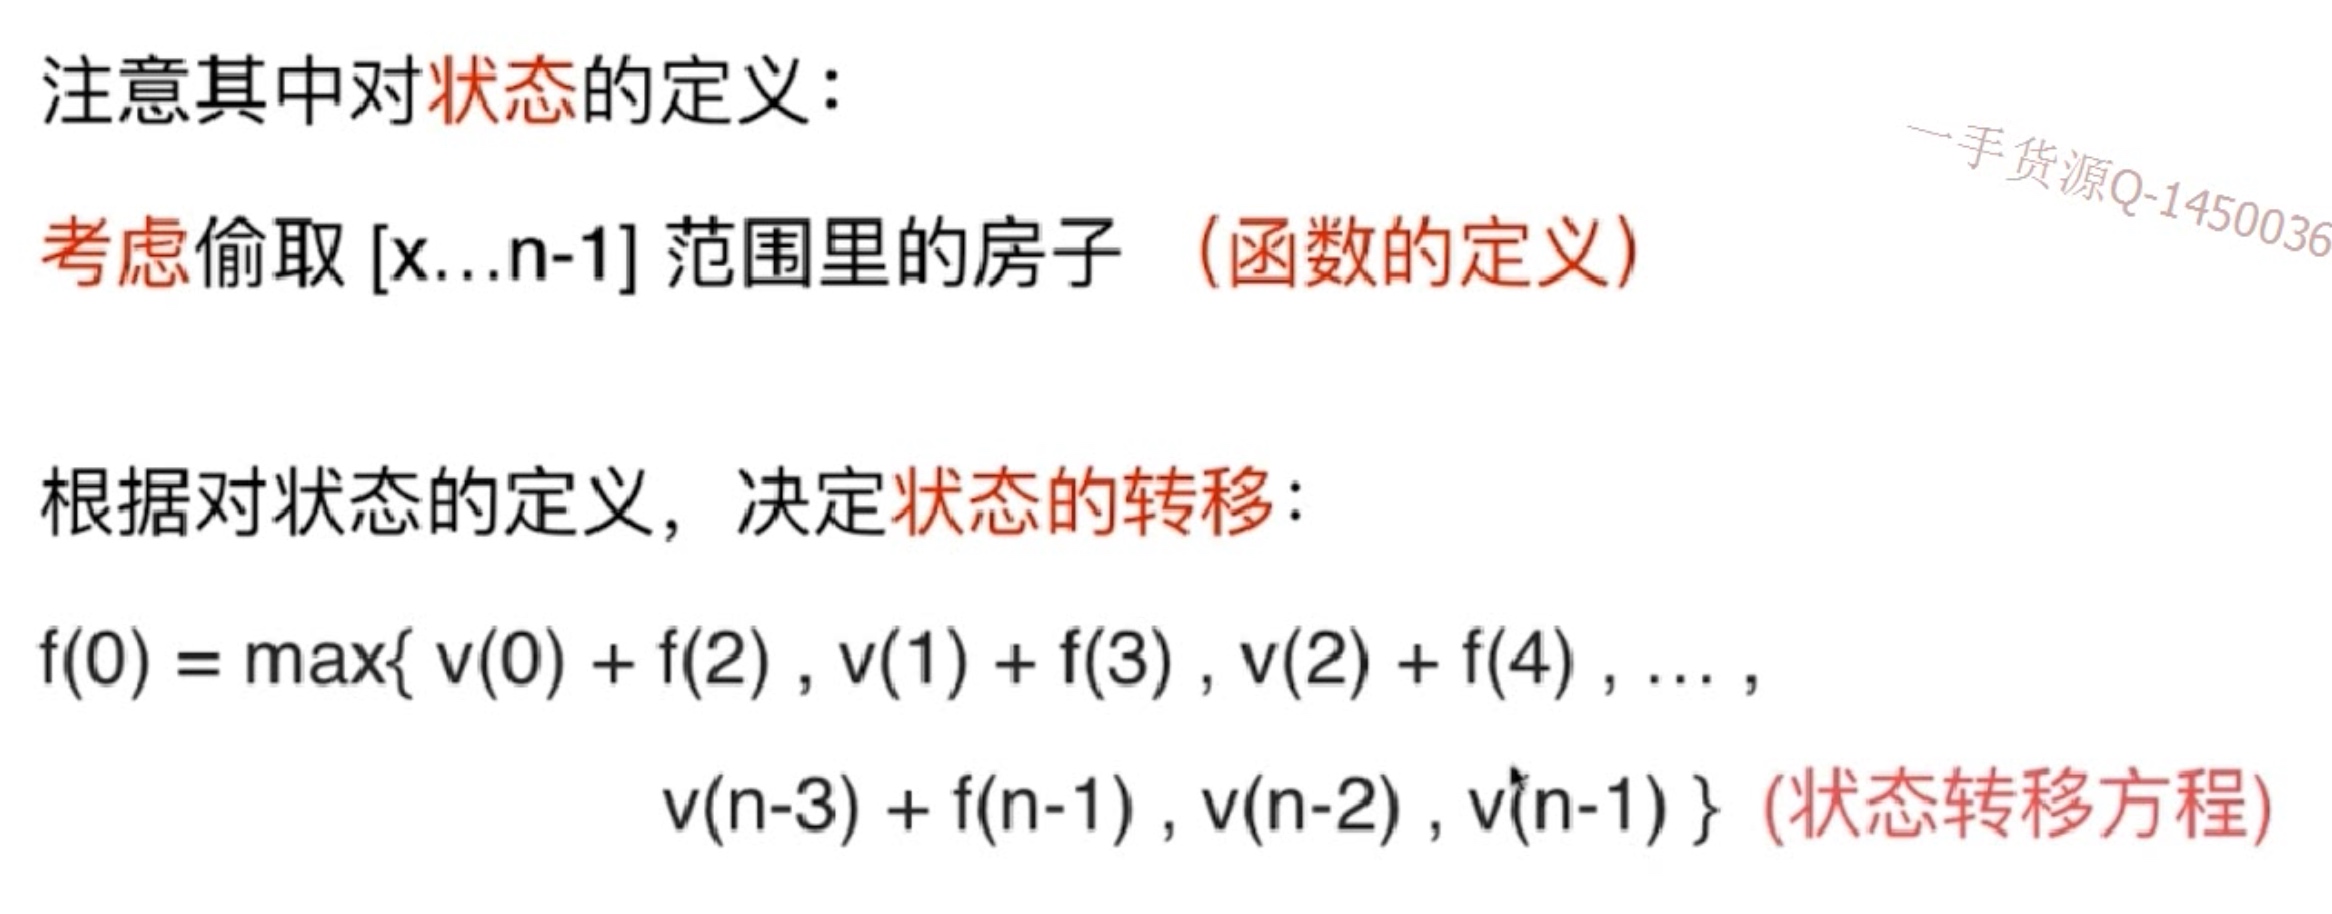 注意其中对状态的定义：
一手货源Q-1450036
考虑偷取 [x...n-1] 范围里的房子 （函数的定义）
根据对状态的定义，决定状态的转移：
f(0) = max{ v(0) + f(2) , v(1) + f(3) , v(2) + f(4) , ... ,
v(n-3) + f(n-1) , v(n-2) , v(n-1) } (状态转移方程)